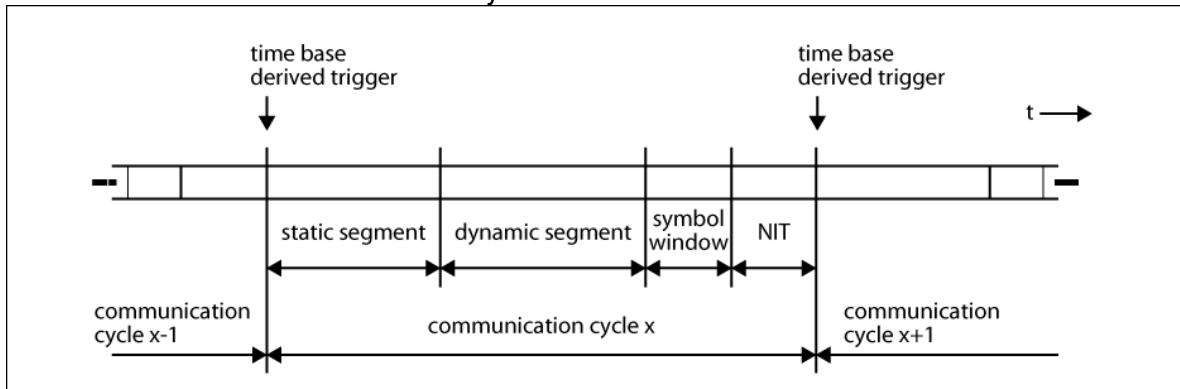 time base
derived trigger
time base
derived trigger
t
static segment
dynamic segment
symbol
window
NIT
communication
cycle x-1
communication cycle x
communication
cycle x+1